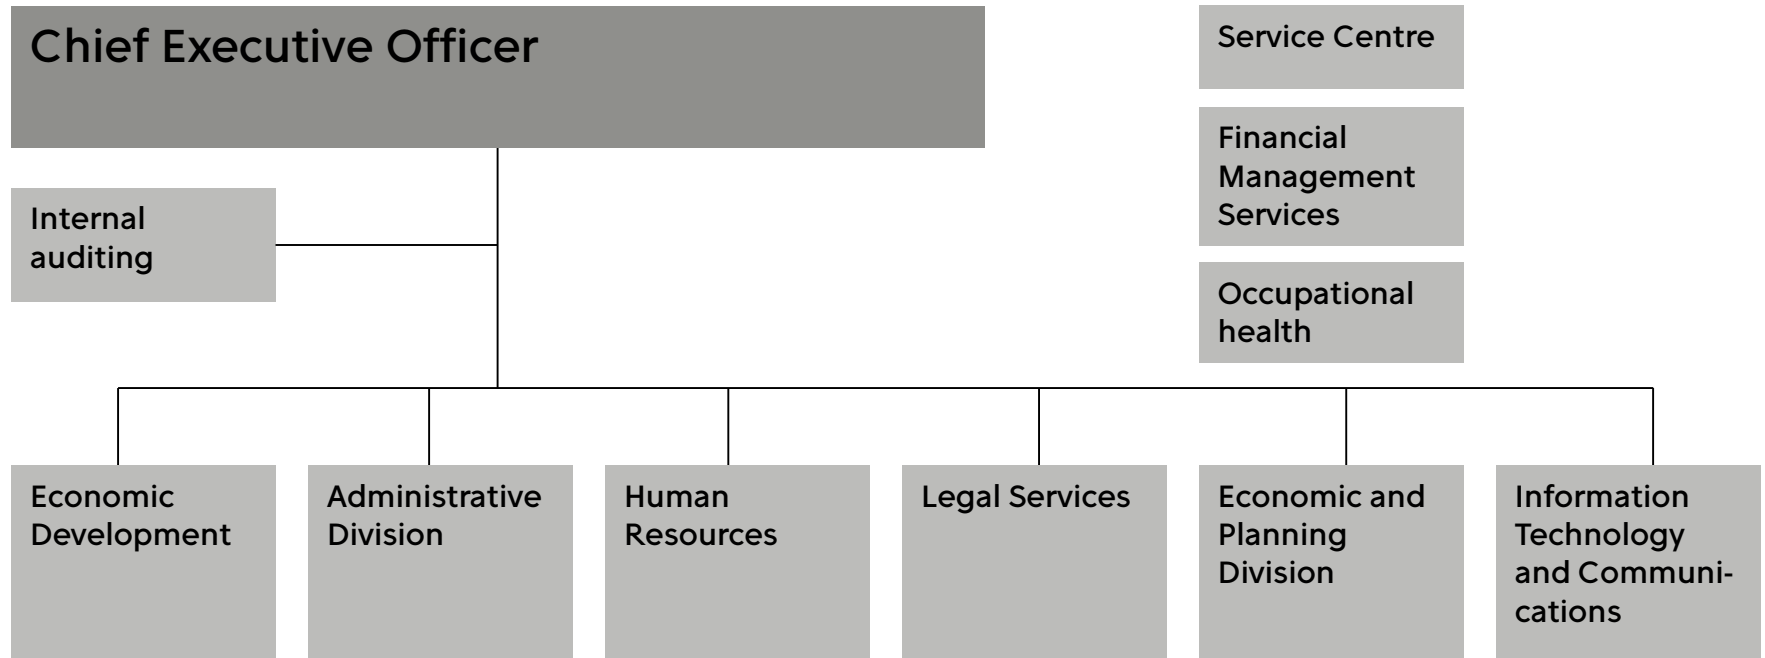 Chief Executive Officer
Service Centre
Financial
Management
Services
Internal
auditing
Occupational
health
Economic
Development
Administrative
Division
Human
Resources
Legal Services
Economic and
Planning
Division
Information
Technology
and Communi-
cations